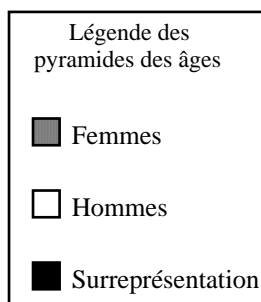 Légende des
pyramides des âges
Femmes
Hommes
Surreprésentation